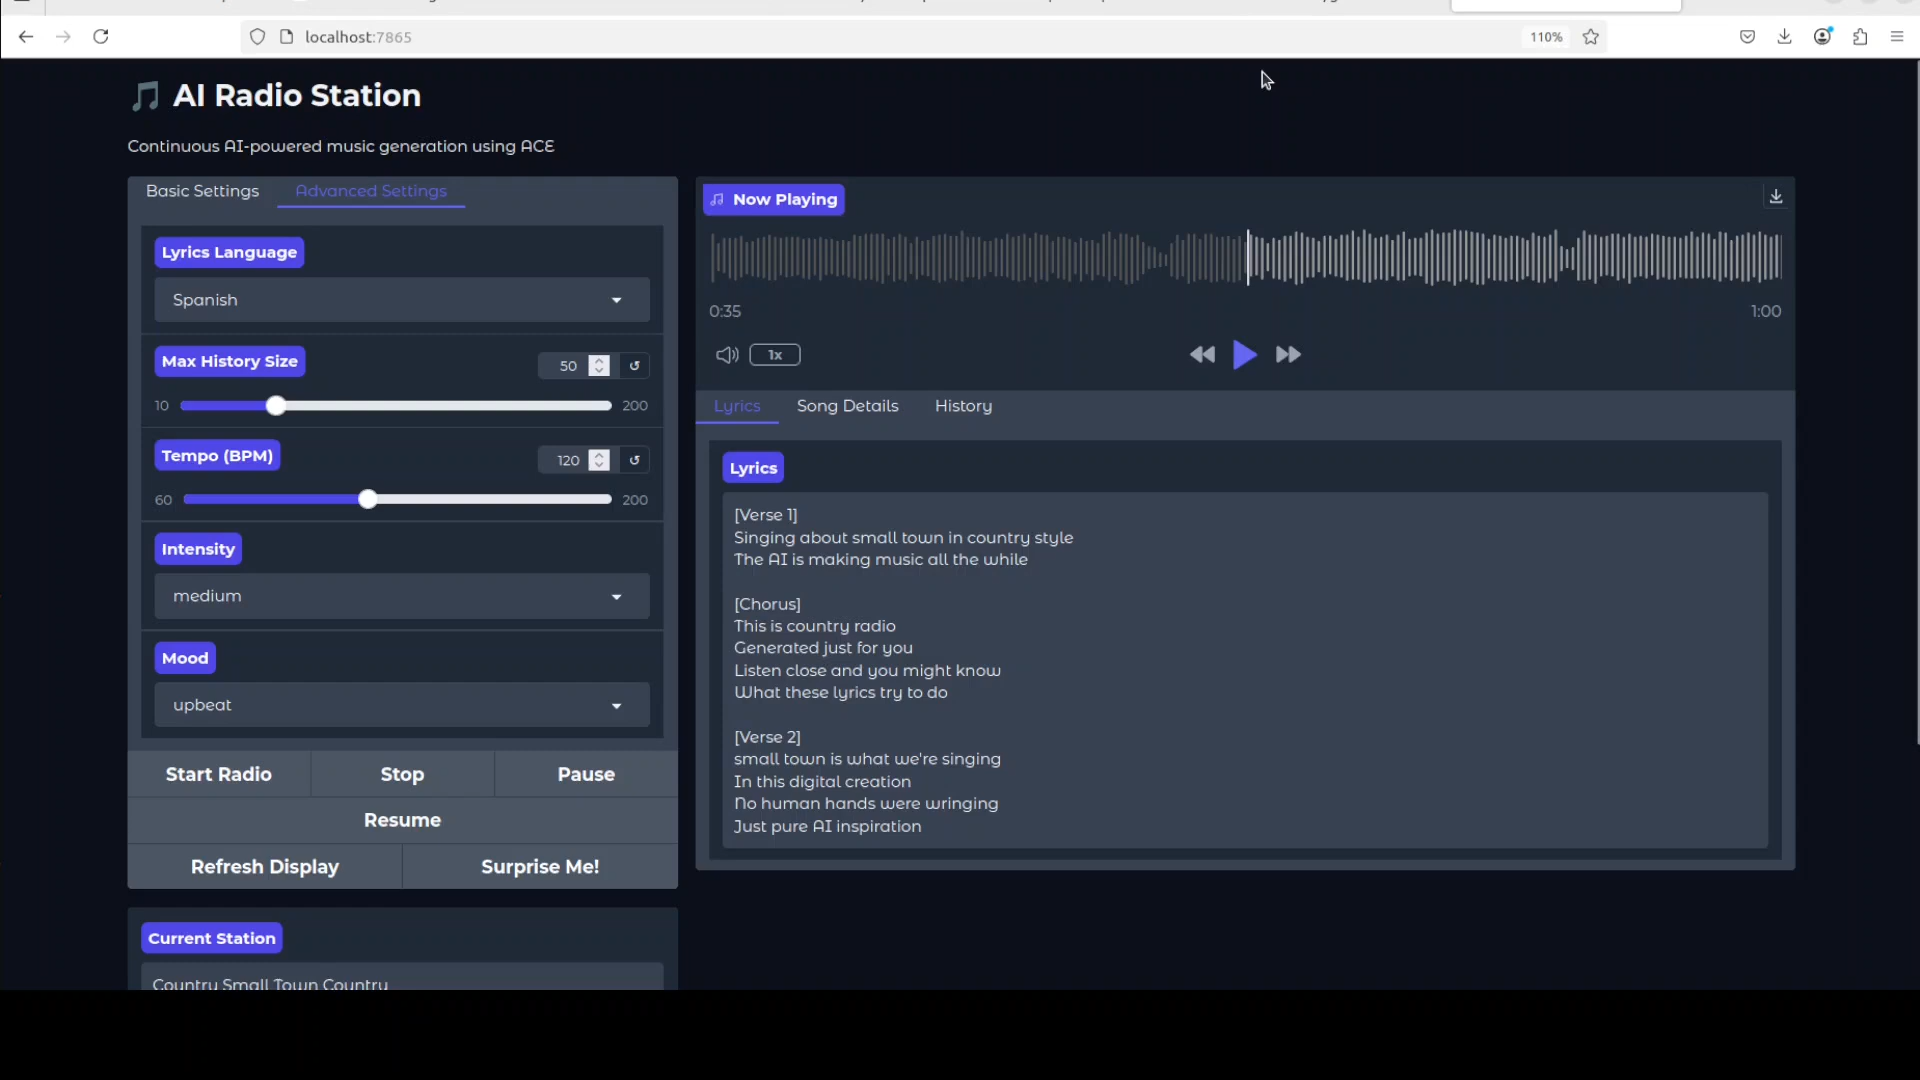 localhost:7865
110%
AI Radio Station
Continuous AI-powered music generation using ACE
Basic Settings
Advanced Settings
Lyrics Language
Spanish
Max History Size
50
10
200
Tempo (BPM)
120
60
200
Intensity
medium
Mood
upbeat
Start Radio
Stop
Pause
Resume
Refresh Display
Surprise Me!
Current Station
Country Small Town Country
Now Playing
0:35
1:00
1x
Lyrics
Song Details
History
Lyrics
[Verse 1]
Singing about small town in country style
The AI is making music all the while
[Chorus]
This is country radio
Generated just for you
Listen close and you might know
What these lyrics try to do
[Verse 2]
small town is what we're singing
In this digital creation
No human hands were wringing
Just pure AI inspiration